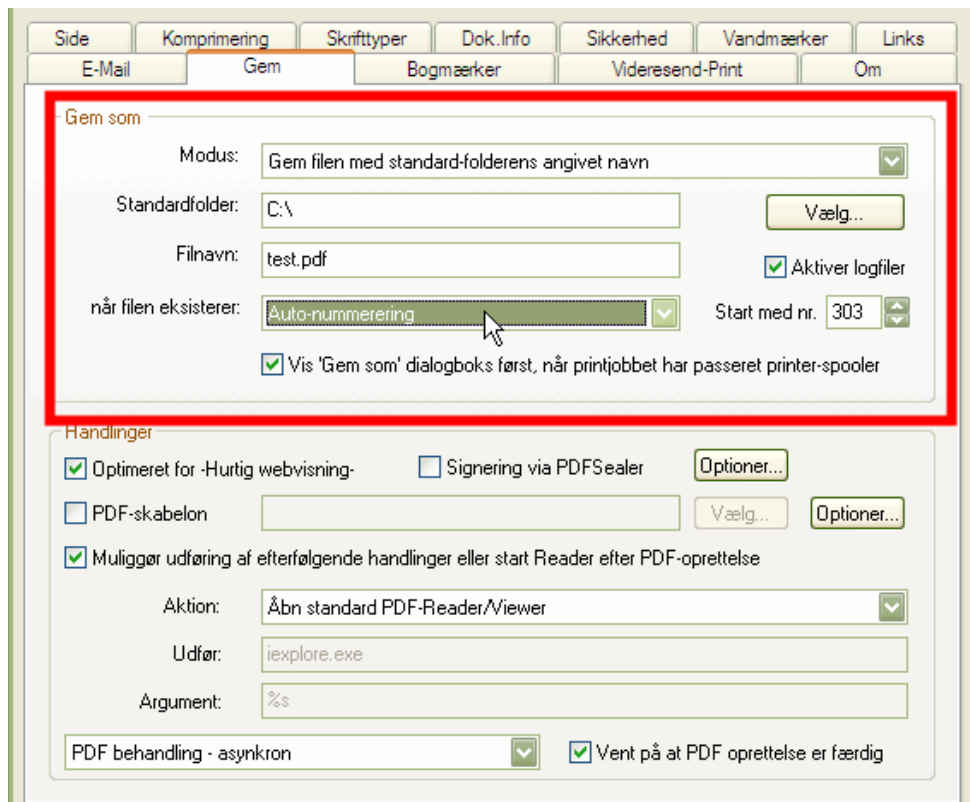 Side Komprimering Skrifttyper Dok.Info Sikkerhed Vandmærker Links
E-Mail Gem Bogmærker Videresend-Print Om
Gem som
Modus: Gem filen med standard-folderens angivet navn
Standardfolder: C:\ Vælg...
Filnavn: test.pdf Aktiver logfiler
når filen eksisterer: Auto-nummerering Start med nr. 303
Vis 'Gem som' dialogboks først, når printjobbet har passeret printer-spooler
Handlinger
Optimeret for -Hurtig webvisning- Signering via PDFSealer Optioner...
PDF-skabelon Vælg... Optioner...
Muliggør udføring af efterfølgende handlinger eller start Reader efter PDF-oprettelse
Aktion: Åbn standard PDF-Reader/Viewer
Udfør: iexplore.exe
Argument: %s
PDF behandling - asynkron Vent på at PDF oprettelse er færdig